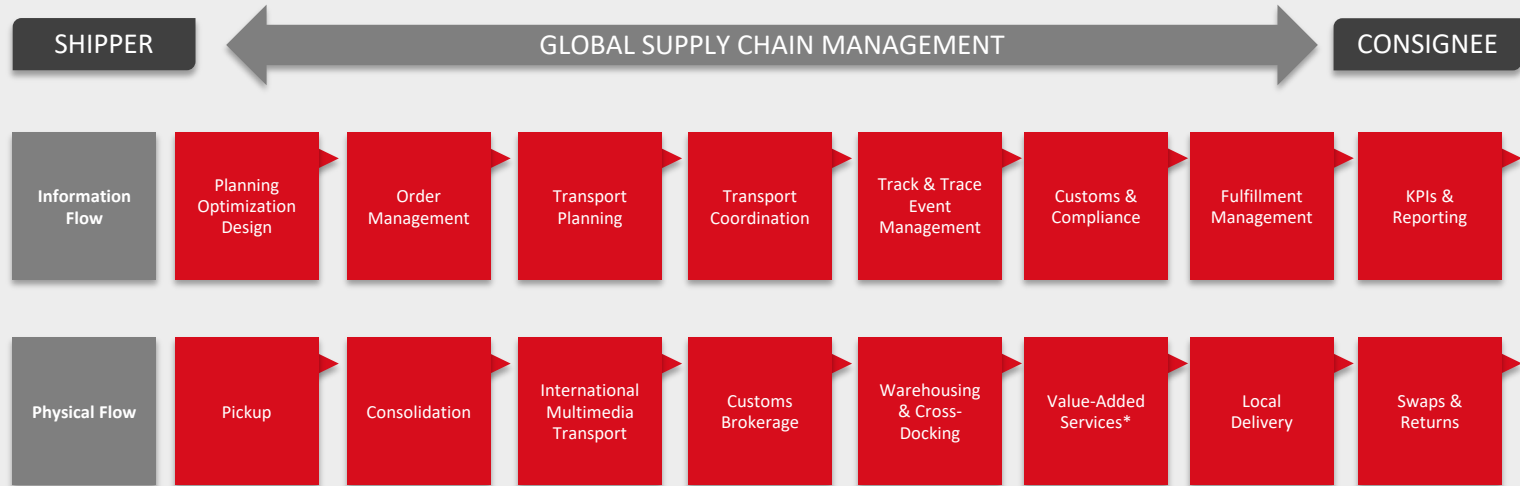 SHIPPER
GLOBAL SUPPLY CHAIN MANAGEMENT
CONSIGNEE
Information
Flow
Planning
Optimization
Design
Order
Management
Transport
Planning
Transport
Coordination
Track & Trace
Event
Management
Customs &
Compliance
Fulfillment
Management
KPIs &
Reporting
Physical Flow
Pickup
Consolidation
International
Multimedia
Transport
Customs
Brokerage
Warehousing
& Cross-
Docking
Value-Added
Services*
Local
Delivery
Swaps &
Returns